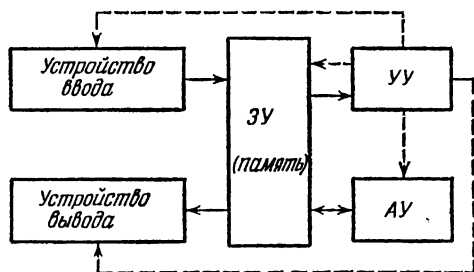 Устройство
ввода
ЗУ
(память)
УУ
Устройство
вывода
АУ